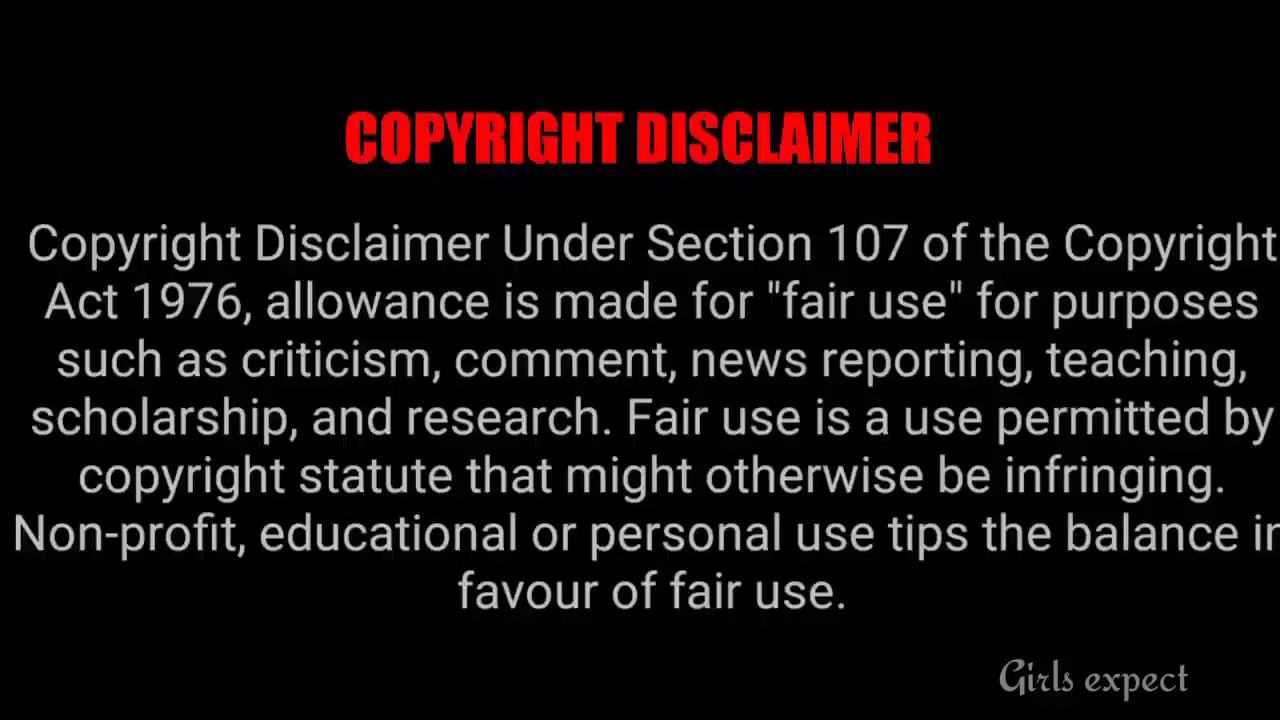 COPYRIGHT DISCLAIMER
Copyright Disclaimer Under Section 107 of the Copyright
Act 1976, allowance is made for "fair use" for purposes
such as criticism, comment, news reporting, teaching,
scholarship, and research. Fair use is a use permitted by
copyright statute that might otherwise be infringing.
Non-profit, educational or personal use tips the balance in
favour of fair use.
Girls expect